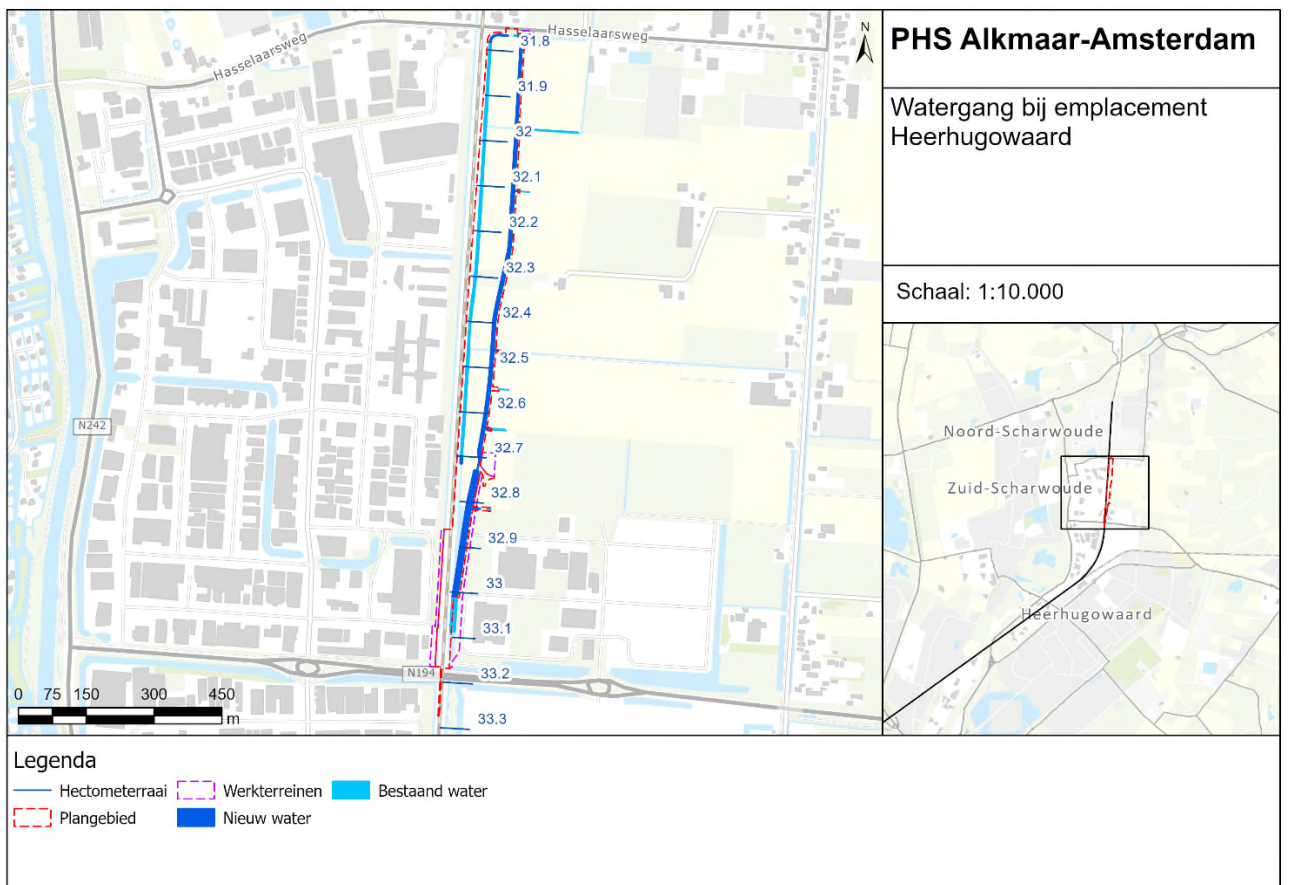 PHS Alkmaar-Amsterdam
Watergang bij emplacement
Heerhugowaard
Schaal: 1:10.000
Noord-Scharwoude
Zuid-Scharwoude
Heerhugowaard
N
Hasselaarsweg
Hasselaarsweg
31.8
31.9
32
32.1
32.2
32.3
32.4
32.5
32.6
32.7
32.8
32.9
33
33.1
33.2
33.3
N242
N194
0 75 150 300 450
m
Legenda
Hectometerraai
Werkterreinen
Bestaand water
Plangebied
Nieuw water